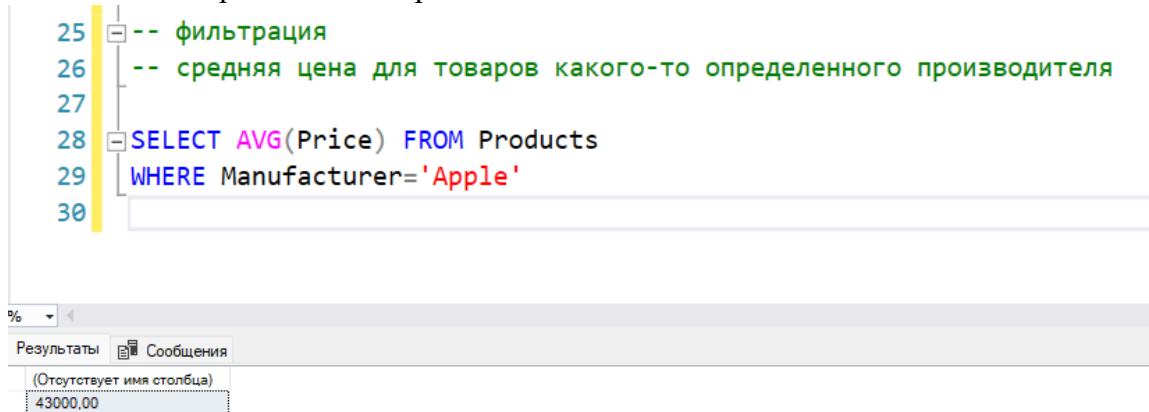 25 -- фильтрация
26 -- средняя цена для товаров какого-то определенного производителя
27
28 SELECT AVG(Price) FROM Products
29 WHERE Manufacturer='Apple'
30
%
Результаты Сообщения
(Отсутствует имя столбца)
43000,00